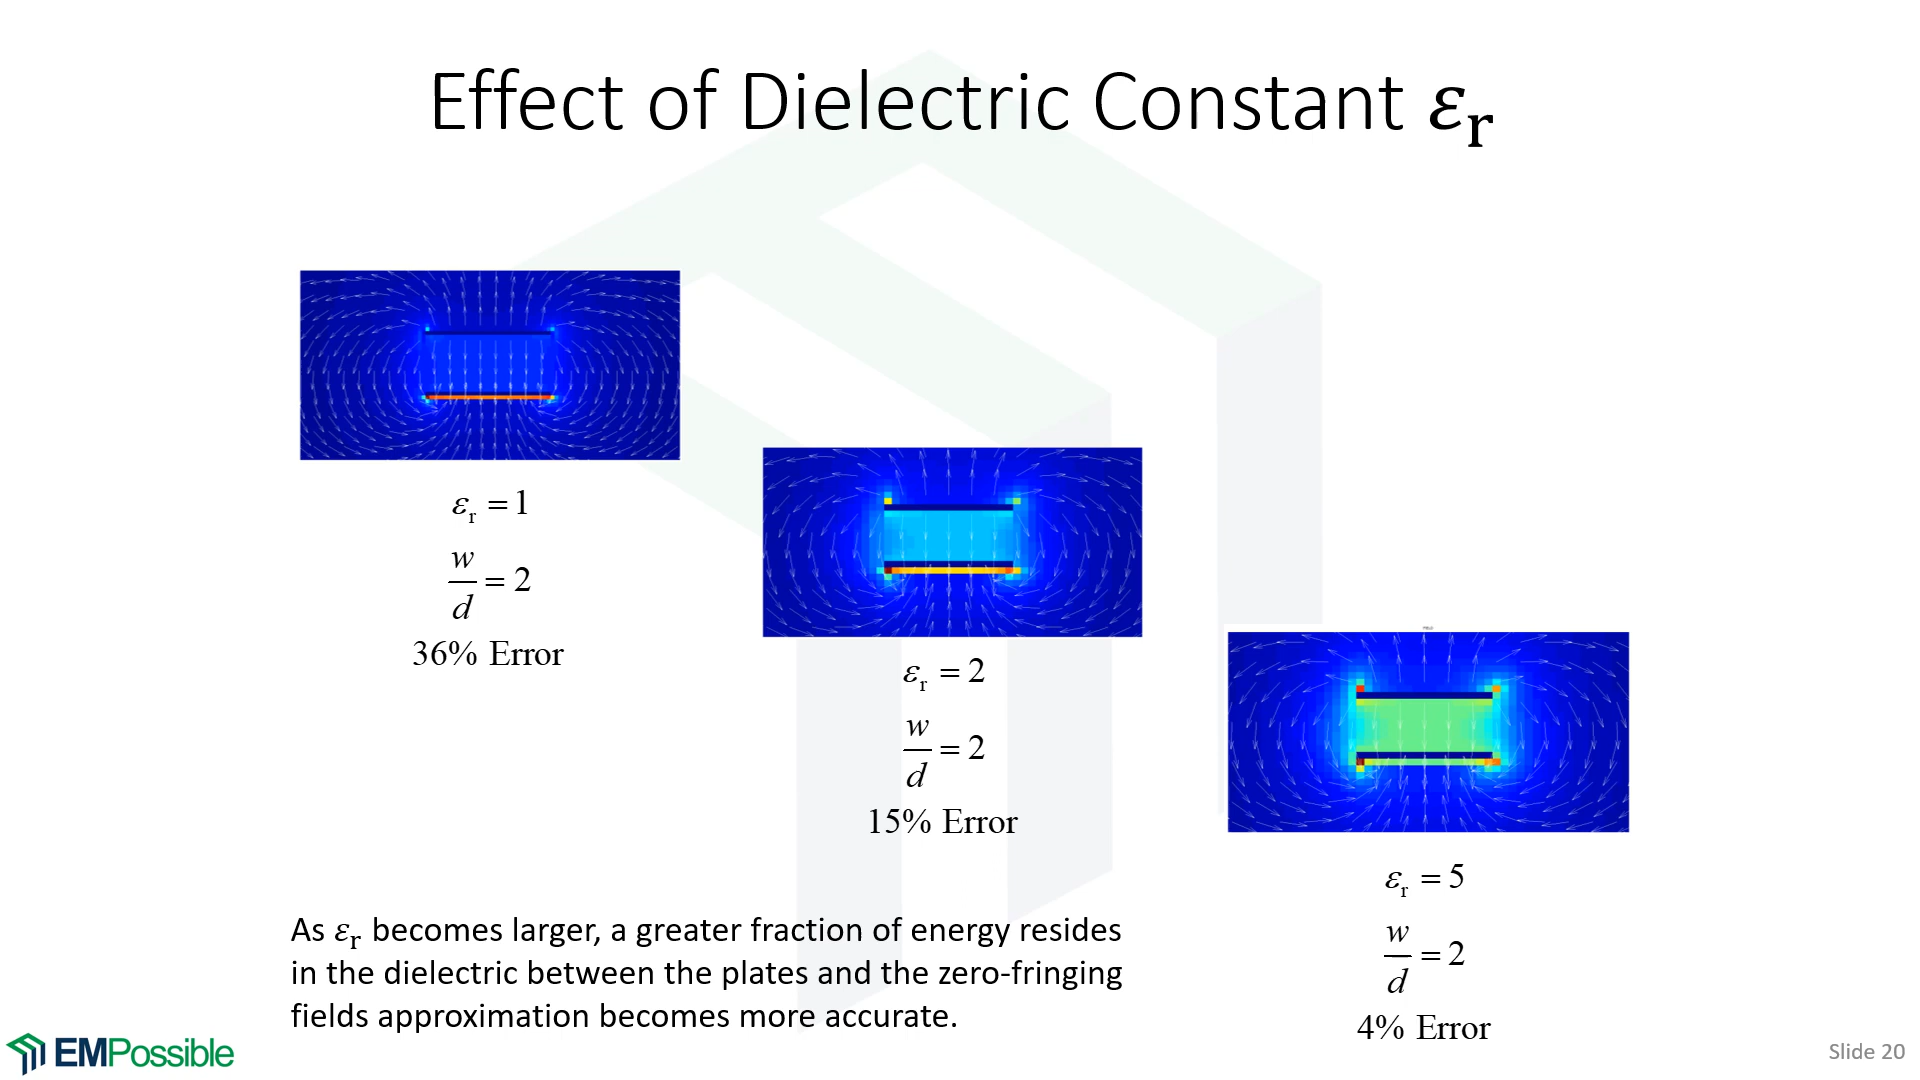 Effect of Dielectric Constant εr
εr = 1
w/d = 2
36% Error
εr = 2
w/d = 2
15% Error
εr = 5
w/d = 2
4% Error
As εr becomes larger, a greater fraction of energy resides
in the dielectric between the plates and the zero-fringing
fields approximation becomes more accurate.
EMPossible
Slide 20